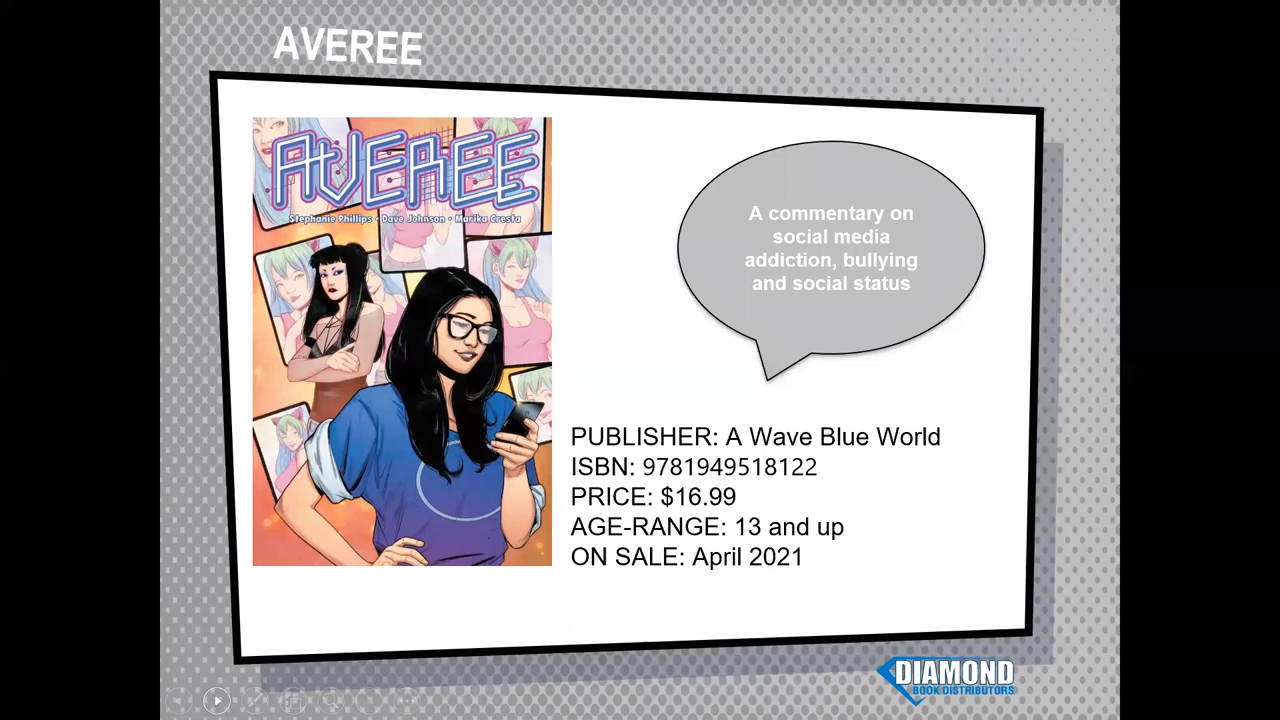 AVEREE
AVEREE
Stephanie Phillips • Dave Johnson • Marika Cresta
A commentary on
social media
addiction, bullying
and social status
PUBLISHER: A Wave Blue World
ISBN: 9781949518122
PRICE: $16.99
AGE-RANGE: 13 and up
ON SALE: April 2021
DIAMOND
BOOK DISTRIBUTORS